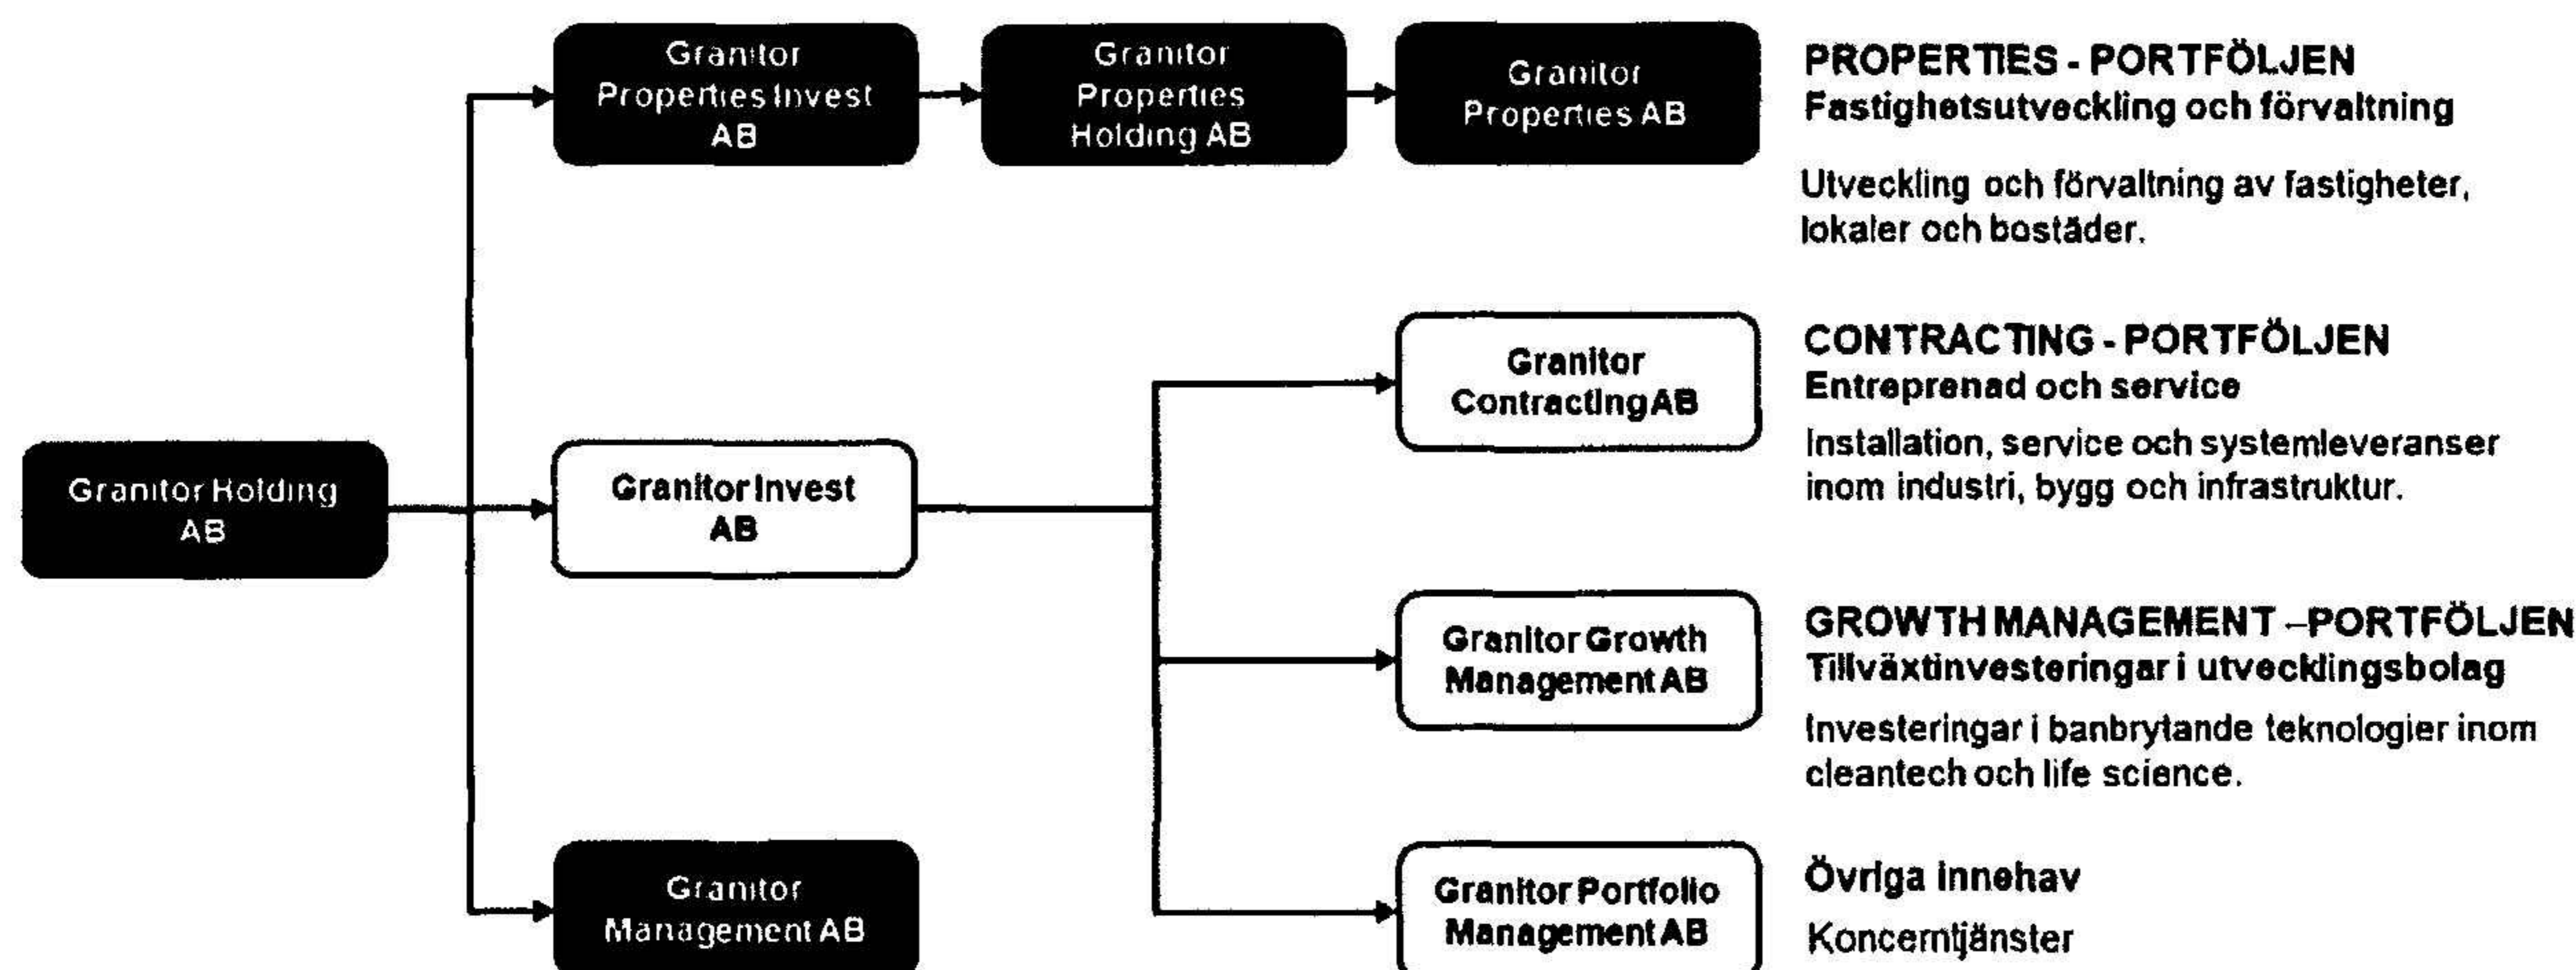 Granitor
Properties Invest
AB
Granitor
Properties
Holding AB
Granitor
Properties AB
PROPERTIES - PORTFÖLJEN
Fastighetsutveckling och förvaltning
Utveckling och förvaltning av fastigheter,
lokaler och bostäder.
Granitor
Contracting AB
CONTRACTING - PORTFÖLJEN
Entreprenad och service
Installation, service och systemleveranser
inom industri, bygg och infrastruktur.
Granitor Holding
AB
Granitor Invest
AB
Granitor Growth
Management AB
GROWTH MANAGEMENT –PORTFÖLJEN
Tillväxtinvesteringar i utvecklingsbolag
Investeringar i banbrytande teknologier inom
cleantech och life science.
Granitor
Management AB
Granitor Portfolio
Management AB
Övriga innehav
Koncerntjänster